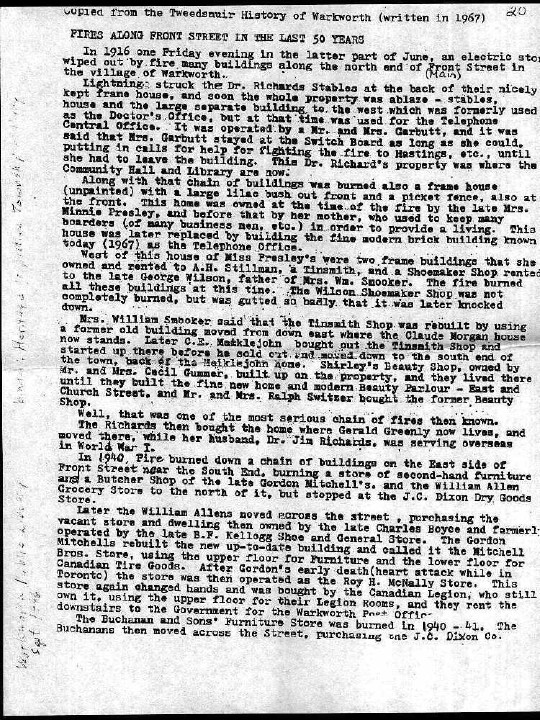 Copied from the Tweedsmuir History of Warkworth (written in 1967)
20
FIRES ALONG FRONT STREET IN THE LAST 50 YEARS
In 1916 one Friday evening in the latter part of June, an electric stor
wiped out by fire many buildings along the north end of Front Street in
(Main)
the village of Warkworth.
Lightning struck the Dr. Richards Stables at the back of their nicely
kept frame house, and soon the whole property was ablaze - stables,
house and the large separate building to the west which was formerly used
as the Doctor's Office, but at that time was used for the Telephone
Central Office. It was operated by a Mr. and Mrs. Garbutt, and it was
said that Mrs. Garbutt stayed at the Switch Board as long as she could,
putting in calls for help for fighting the fire to Hastings, etc., until
she had to leave the building. This Dr. Richard's property was where the
Community Hall and Library are now.
Along with that chain of buildings was burned also a frame house
(unpainted) with a large lilac bush out front and a picket fence, also at
the front. This home was owned at the time of the fire by the late Mrs.
Minnie Presley, and before that by her mother, who used to keep many
boarders (of many business men, etc.) in order to provide a living. This
house was later replaced by building the fine modern brick building known
today (1967) as the Telephone Office.
West of this house of Miss Presley's were two frame buildings that she
owned and rented to A.H. Stillman, a Tinsmith, and a Shoemaker Shop rented
to the late George Wilson, father of Mrs. Wm. Smooker. The fire burned
all these buildings at this time. The Wilson Shoemaker Shop was not
completely burned, but was gutted so badly that it was later knocked
down.
Mrs. William Smooker said that the Tinsmith Shop was rebuilt by using
a former old building moved from down east where the Claude Morgan house
now stands. Later C.E. Meiklejohn bought out the Tinsmith Shop and
started up there before he sold out and moved down to the south end of
the town, back of the Meiklejohn home. Shirley's Beauty Shop, owned by
Mr. and Mrs. Cecil Gummer, built up on the property, and they lived there
until they built the fine new home and modern Beauty Parlour - East and
Church Street, and Mr. and Mrs. Ralph Switzer bought the former Beauty
Shop.
Well, that was one of the most serious chain of fires then known.
The Richards then bought the home where Gerald Greenly now lives, and
moved there, while her husband, Dr. Jim Richards, was serving overseas
in World War I.
In 1940, Fire burned down a chain of buildings on the East side of
Front Street near the South End, burning a store of second-hand furniture
and a Butcher Shop of the late Gordon Mitchell's, and the William Allen
Grocery Store to the north of it, but stopped at the J.C. Dixon Dry Goods
Store.
Later the William Allens moved across the street, purchasing the
vacant store and dwelling then owned by the late Charles Boyce and formerl
operated by the late B.F. Kellogg Shoe and General Store. The Gordon
Mitchells rebuilt the new up-to-date building and called it the Mitchell
Bros. Store, using the upper floor for Furniture and the lower floor for
Canadian Tire Goods. After Gordon's early death(heart attack while in
Toronto) the store was then operated as the Roy H. McNally Store. This
store again changed hands and was bought by the Canadian Legion, who still
own it, using the upper floor for their Legion Rooms, and they rent the
downstairs to the Government for the Warkworth Post Office.
The Buchanan and Sons' Furniture Store was burned in 1940 - 41. The
Buchanans then moved across the Street, purchasing the J.C. Dixon Co.